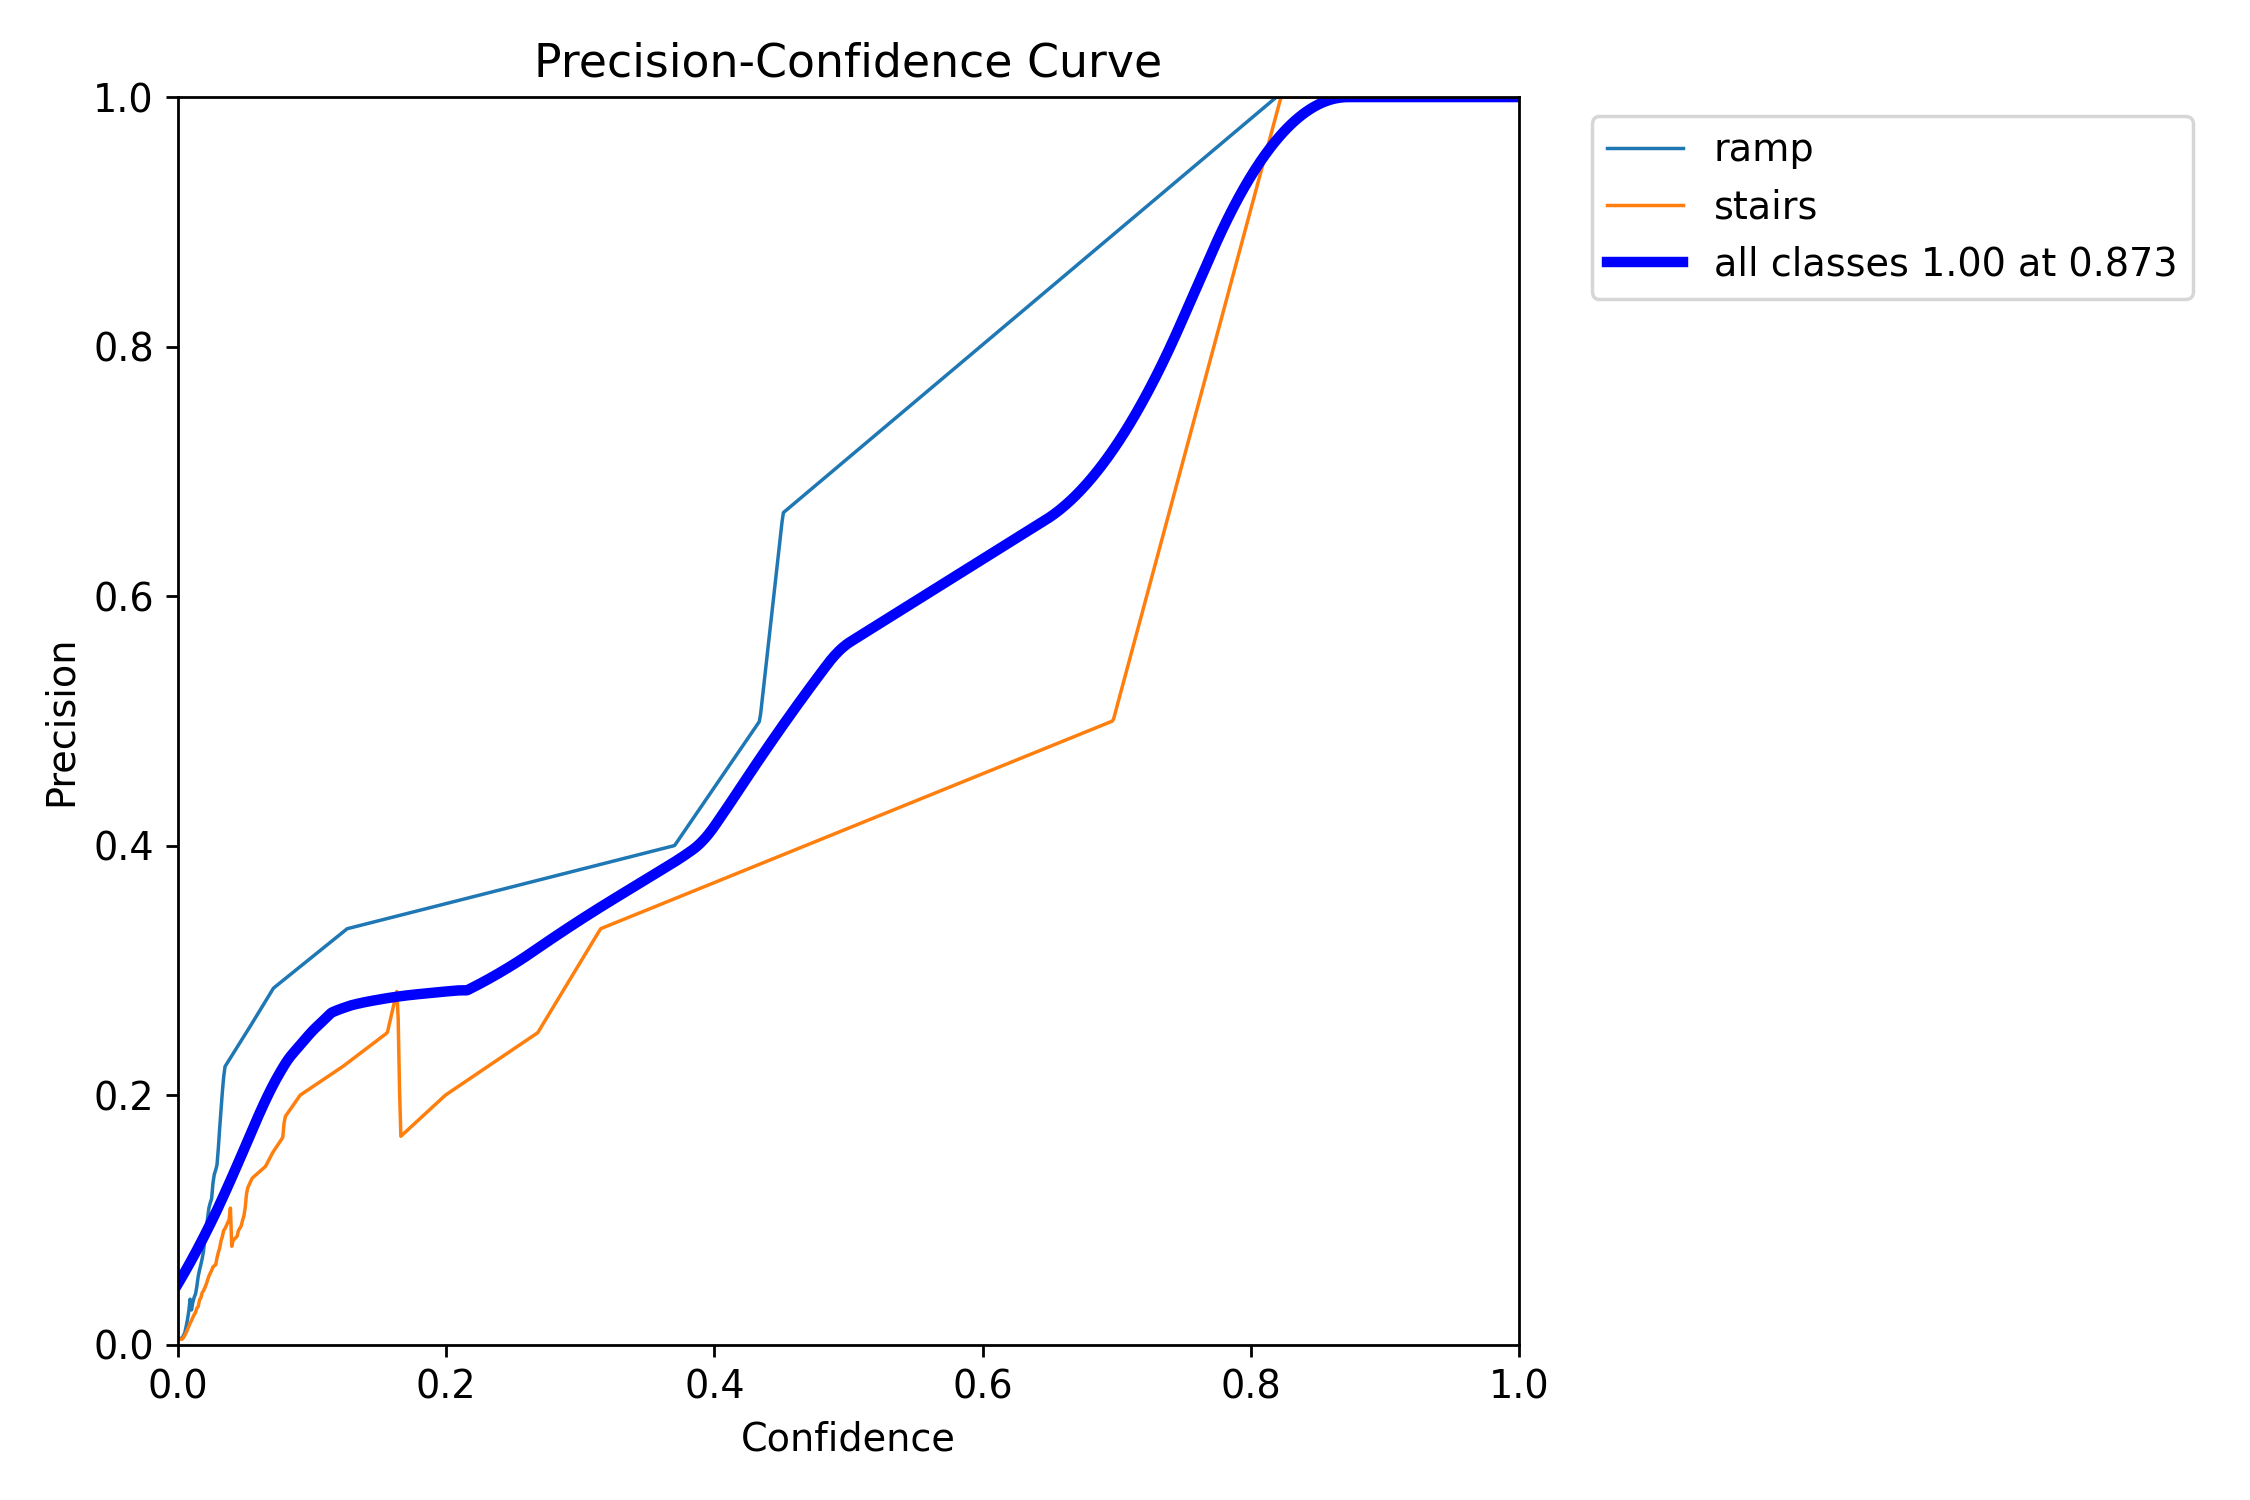 Precision-Confidence Curve
1.0
0.8
0.6
0.4
0.2
0.0
Precision
0.0 0.2 0.4 0.6 0.8 1.0
Confidence
ramp
stairs
all classes 1.00 at 0.873